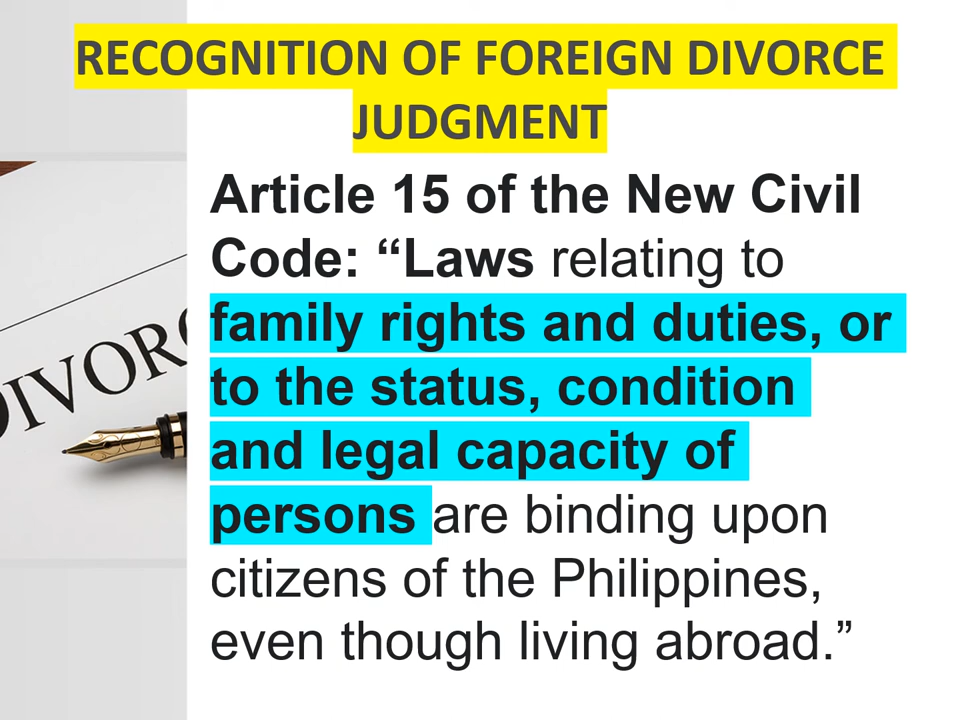 RECOGNITION OF FOREIGN DIVORCE
JUDGMENT
Article 15 of the New Civil
Code: “Laws relating to
family rights and duties, or
to the status, condition
and legal capacity of
persons are binding upon
citizens of the Philippines,
even though living abroad.”
DIVORC